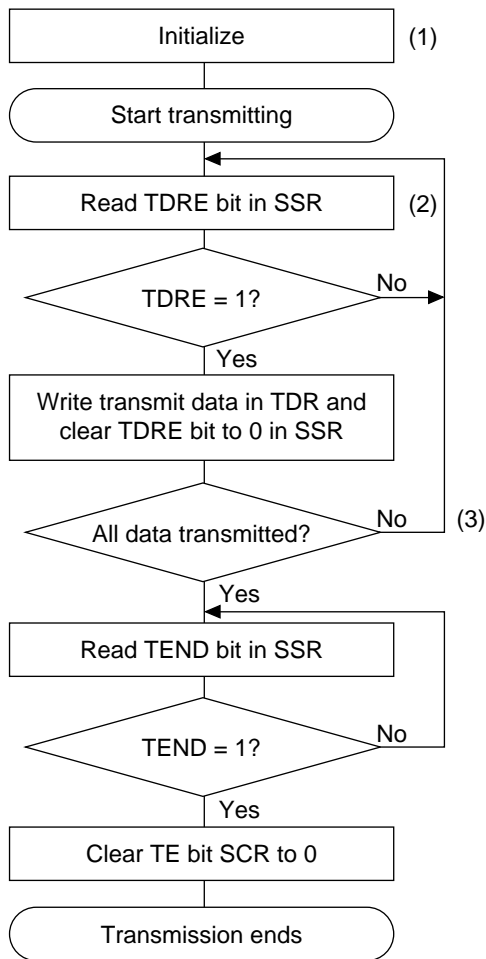 Initialize
(1)
Start transmitting
Read TDRE bit in SSR
(2)
TDRE = 1?
No
Yes
Write transmit data in TDR and
clear TDRE bit to 0 in SSR
All data transmitted?
No
(3)
Yes
Read TEND bit in SSR
TEND = 1?
No
Yes
Clear TE bit SCR to 0
Transmission ends